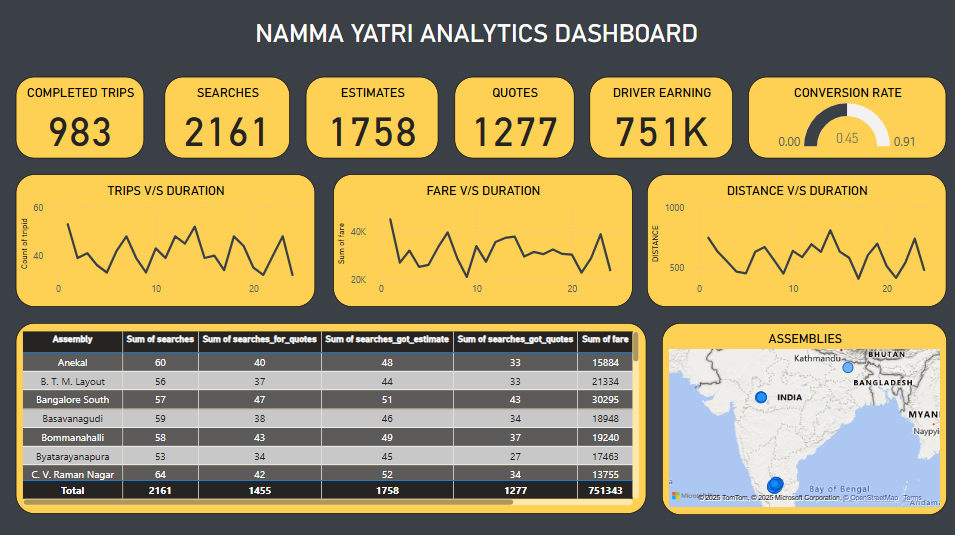 NAMMA YATRI ANALYTICS DASHBOARD
COMPLETED TRIPS
983
SEARCHES
2161
ESTIMATES
1758
QUOTES
1277
DRIVER EARNING
751K
CONVERSION RATE
0.00 0.45 0.91
TRIPS V/S DURATION
Count of tripid
60
40
0 10 20
FARE V/S DURATION
Sum of fare
40K
20K
0 10 20
DISTANCE V/S DURATION
DISTANCE
1000
500
0 10 20
Assembly Sum of searches Sum of searches_for_quotes Sum of searches_got_estimate Sum of searches_got_quotes Sum of fare
Anekal 60 40 48 33 15884
B. T. M. Layout 56 37 44 33 21334
Bangalore South 57 47 51 43 30295
Basavanagudi 59 38 46 34 18948
Bommanahalli 58 43 49 37 19240
Byatarayanapura 53 34 45 27 17463
C. V. Raman Nagar 64 42 52 34 13755
Total 2161 1455 1758 1277 751343
ASSEMBLIES
Kathmandu
BHUTAN
BANGLADESH
INDIA
MYAN
Naypyi
Bay of Bengal
© 2025 TomTom, © 2025 Microsoft Corporation, © OpenStreetMap Terms
Andam